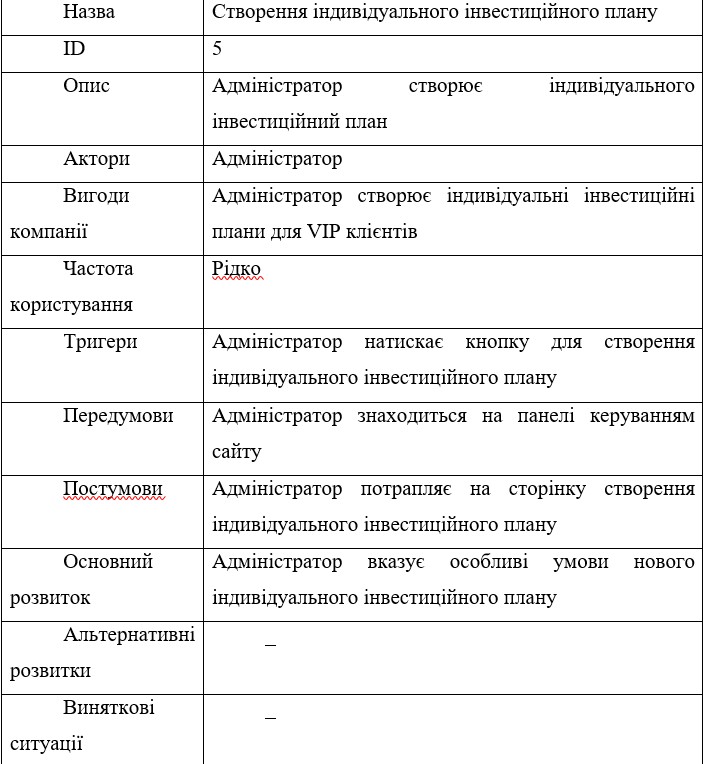 Назва Створення індивідуального інвестиційного плану
ID 5
Опис Адміністратор створює індивідуального
інвестиційний план
Актори Адміністратор
Вигоди Адміністратор створює індивідуальні інвестиційні
компанії плани для VIP клієнтів
Частота Рідко
користування
Тригери Адміністратор натискає кнопку для створення
індивідуального інвестиційного плану
Передумови Адміністратор знаходиться на панелі керуванням
сайту
Постумови Адміністратор потрапляє на сторінку створення
індивідуального інвестиційного плану
Основний Адміністратор вказує особливі умови нового
розвиток індивідуального інвестиційного плану
Альтернативні –
розвитки
Виняткові –
ситуації